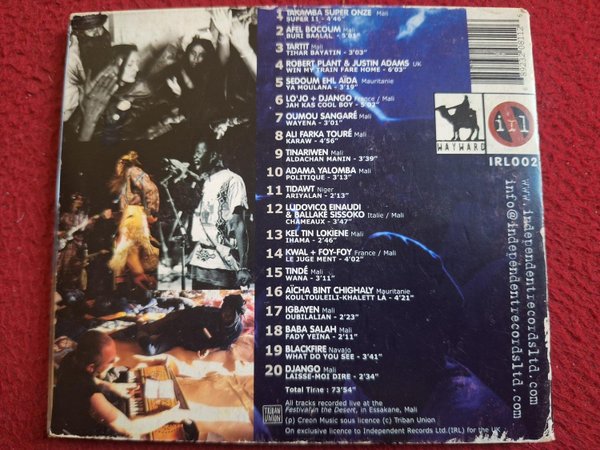 1 TAKAMBA SUPER ONZE Mali
SUPER 11 - 4'46"
2 AFEL BOCOUM Mali
BURI BAALAL - 5'01"
3 TARTIT Mali
TIHAR BAYATIN - 3'03"
4 ROBERT PLANT & JUSTIN ADAMS UK
WIN MY TRAIN FARE HOME - 6'03"
5 SEDOUM EHL AÏDA Mauritanie
YA MOULANA - 3'19"
6 LO'JO + DJANGO France / Mali
JAH KAS COOL BOY - 5'02"
7 OUMOU SANGARÉ Mali
WAYENA - 3'01"
8 ALI FARKA TOURÉ Mali
KARAW - 4'56"
9 TINARIWEN Mali
ALDACHAN MANIN - 3'39"
10 ADAMA YALOMBA Mali
POLITIQUE - 3'13"
11 TIDAWT Niger
ARIYALAN - 2'13"
12 LUDOVICO EINAUDI
& BALLAKE SISSOKO Italie / Mali
CHAMEAUX - 3'47"
13 KEL TIN LOKIENE Mali
IHAMA - 2'46"
14 KWAL + FOY-FOY France / Mali
LE JUGE MENT - 4'02"
15 TINDÉ Mali
WANA - 3'11"
16 AÏCHA BINT CHIGHALY Mauritanie
KOULTOULEILI-KHALETT LÂ - 4'21"
17 IGBAYEN Mali
OUBILALIAN - 2'23"
18 BABA SALAH Mali
FADY YEÏNA - 2'11"
19 BLACKFIRE Navajo
WHAT DO YOU SEE - 3'41"
20 DJANGO Mali
LAISSE-MOI DIRE - 2'34"
Total Time : 73'54"
TRIBAN
UNION
All tracks recorded live at the
Festival in the Desert, in Essakane, Mali
(p) Creon Music sous licence (c) Triban Union
On exclusive licence to Independent Records Ltd.(IRL) for the UK
WAYWARD
irl
IRL002
www.independentrecordsltd.com
info@independentrecordsltd.com